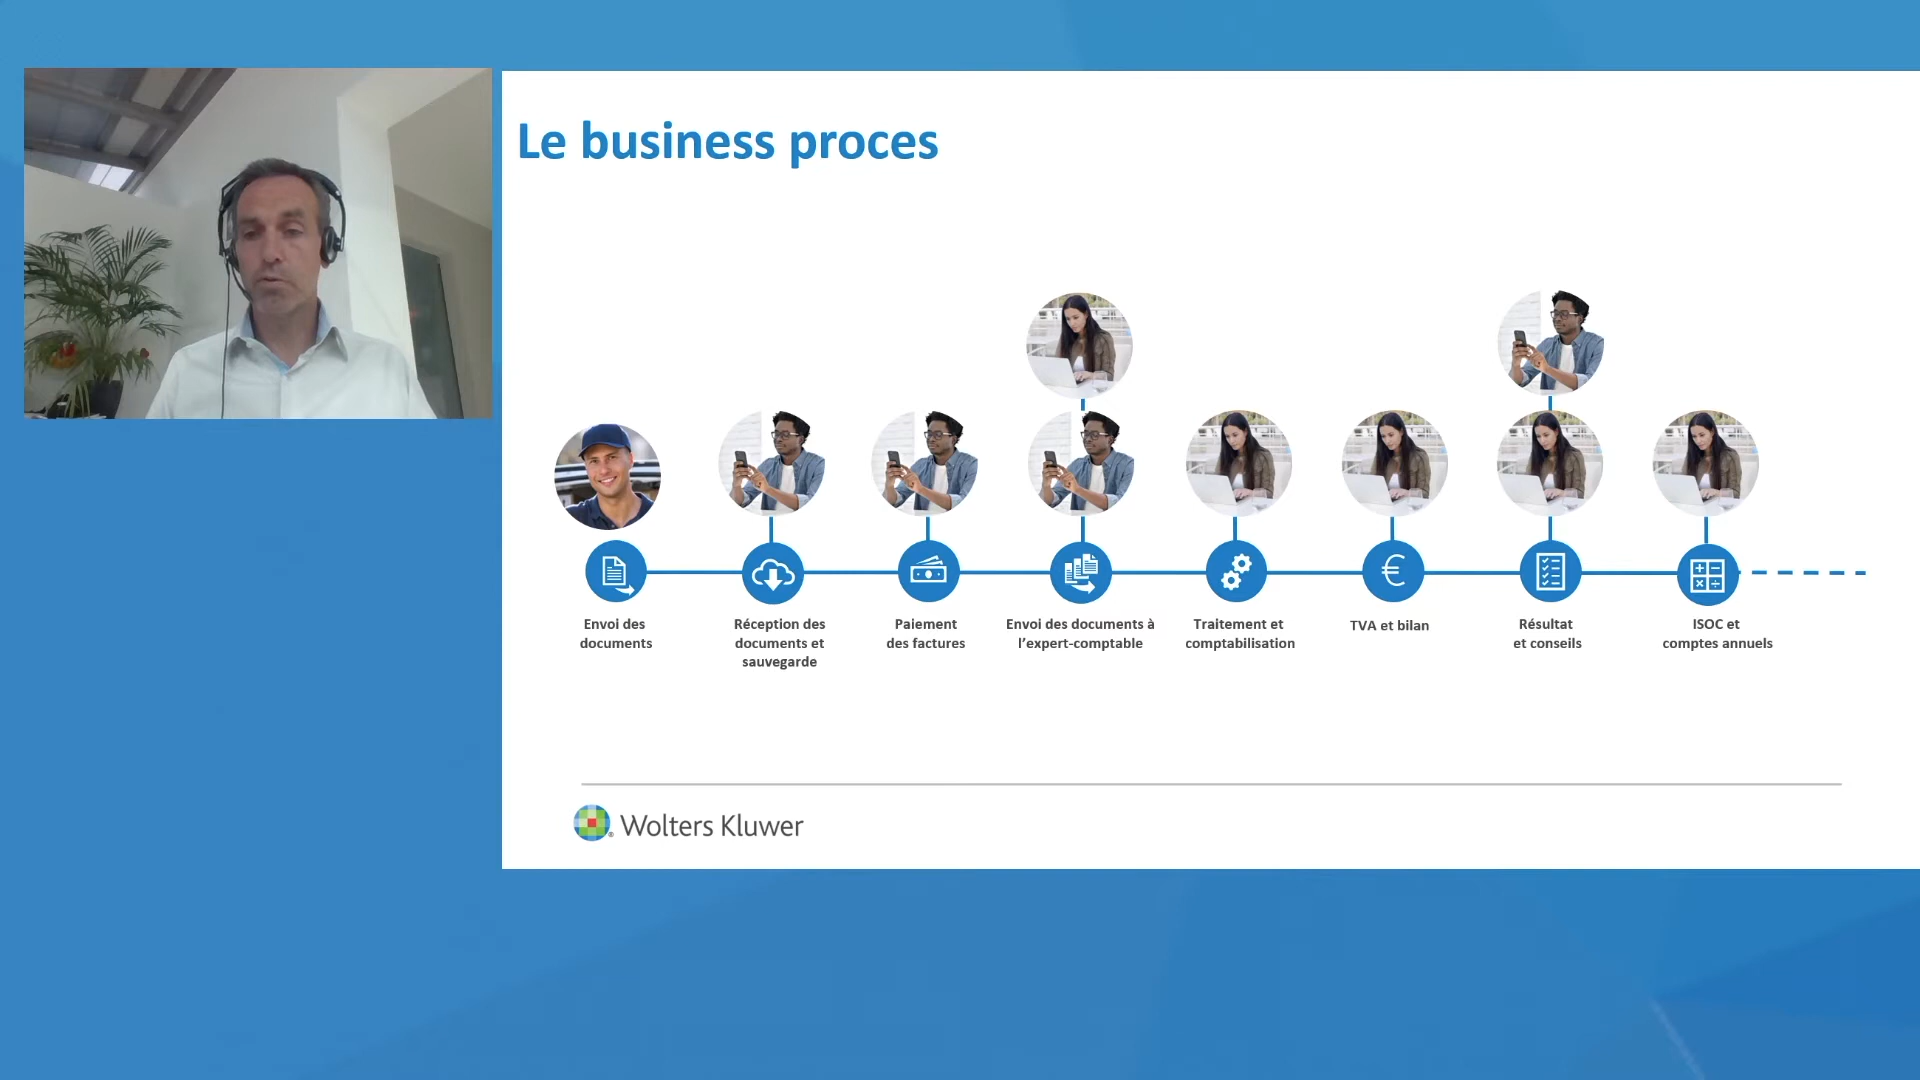 Le business proces
Envoi des
documents
Réception des
documents et
sauvegarde
Paiement
des factures
Envoi des documents à
l'expert-comptable
Traitement et
comptabilisation
TVA et bilan
Résultat
et conseils
ISOC et
comptes annuels
Wolters Kluwer